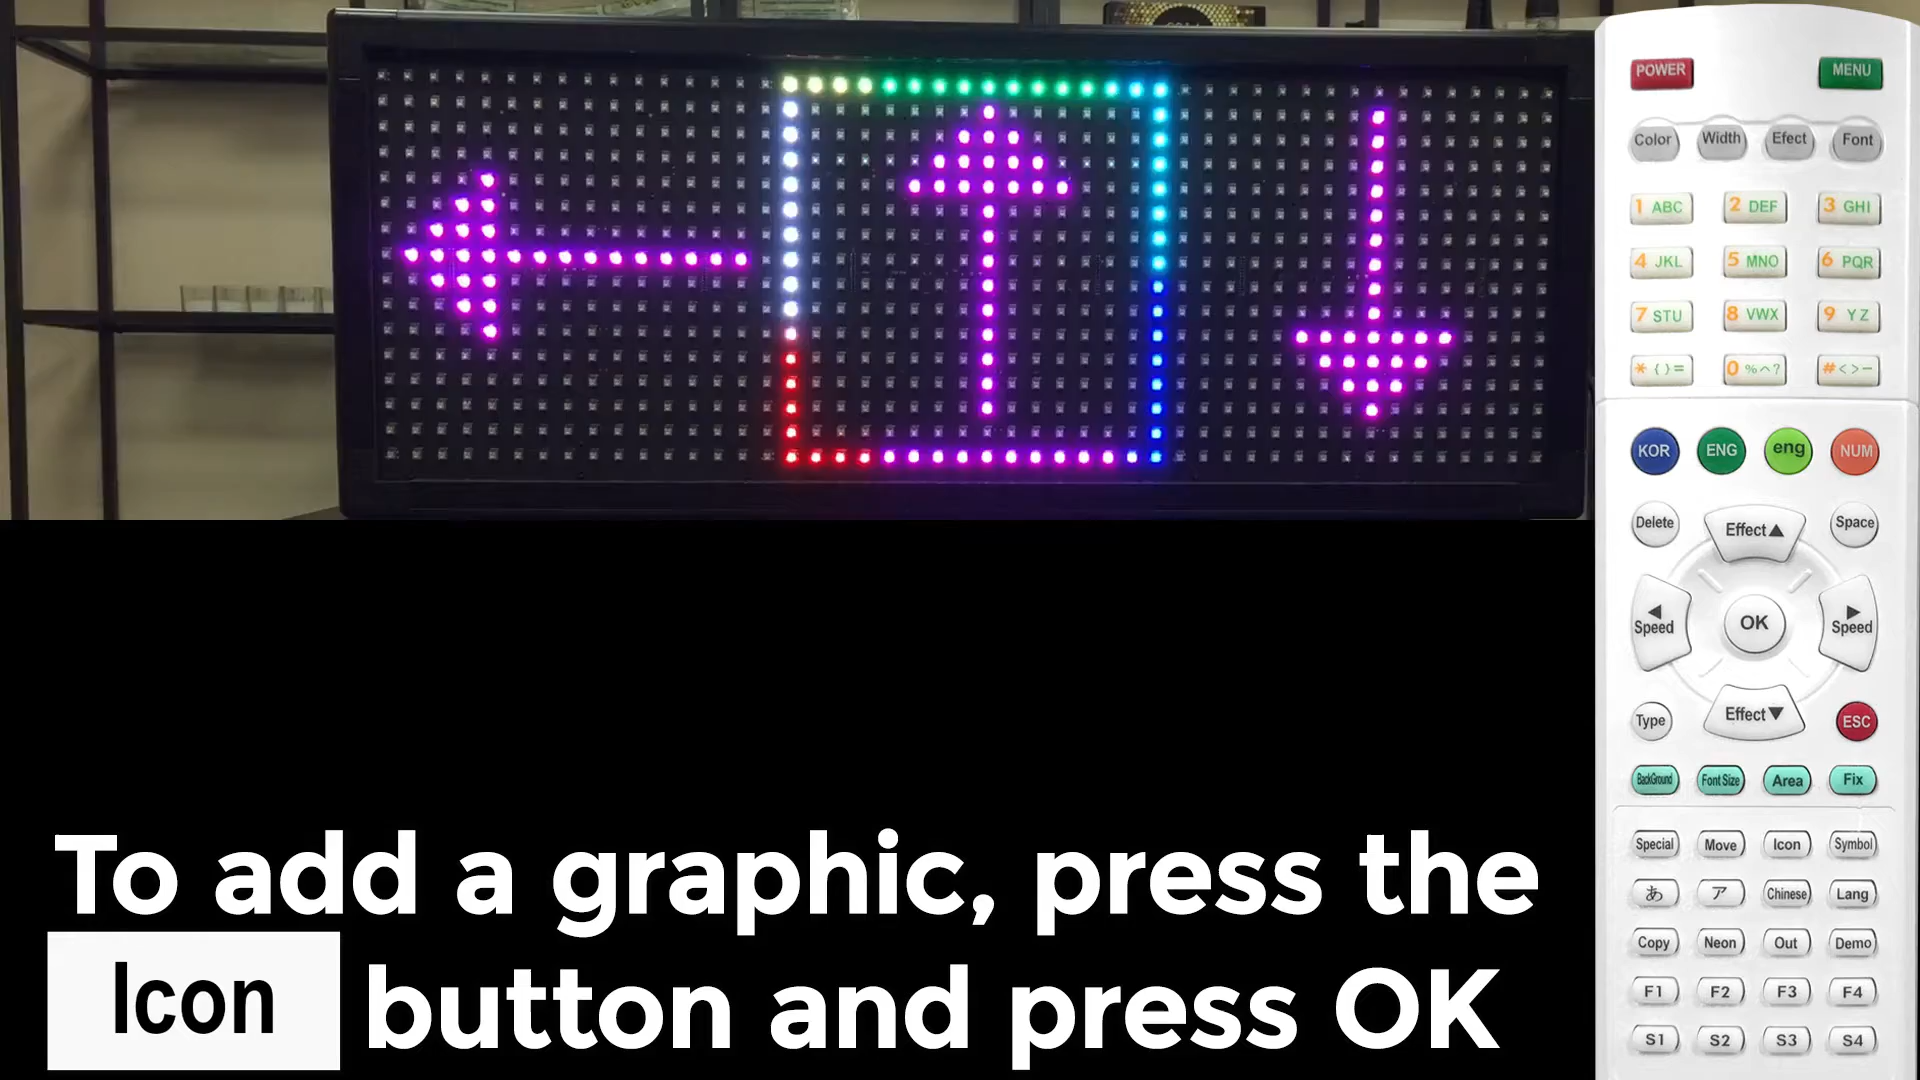 POWER MENU
Color Width Efect Font
1 ABC 2 DEF 3 GHI
4 JKL 5 MNO 6 PQR
7 STU 8 VWX 9 YZ
* { } = 0 % ^ ? # < > -
KOR ENG eng NUM
Delete Effect▲ Space
◀ Speed OK ▶ Speed
Type Effect▼ ESC
BackGround Font Size Area Fix
Special Move Icon Symbol
あ ア Chinese Lang
Copy Neon Out Demo
F1 F2 F3 F4
S1 S2 S3 S4
To add a graphic, press the
Icon button and press OK